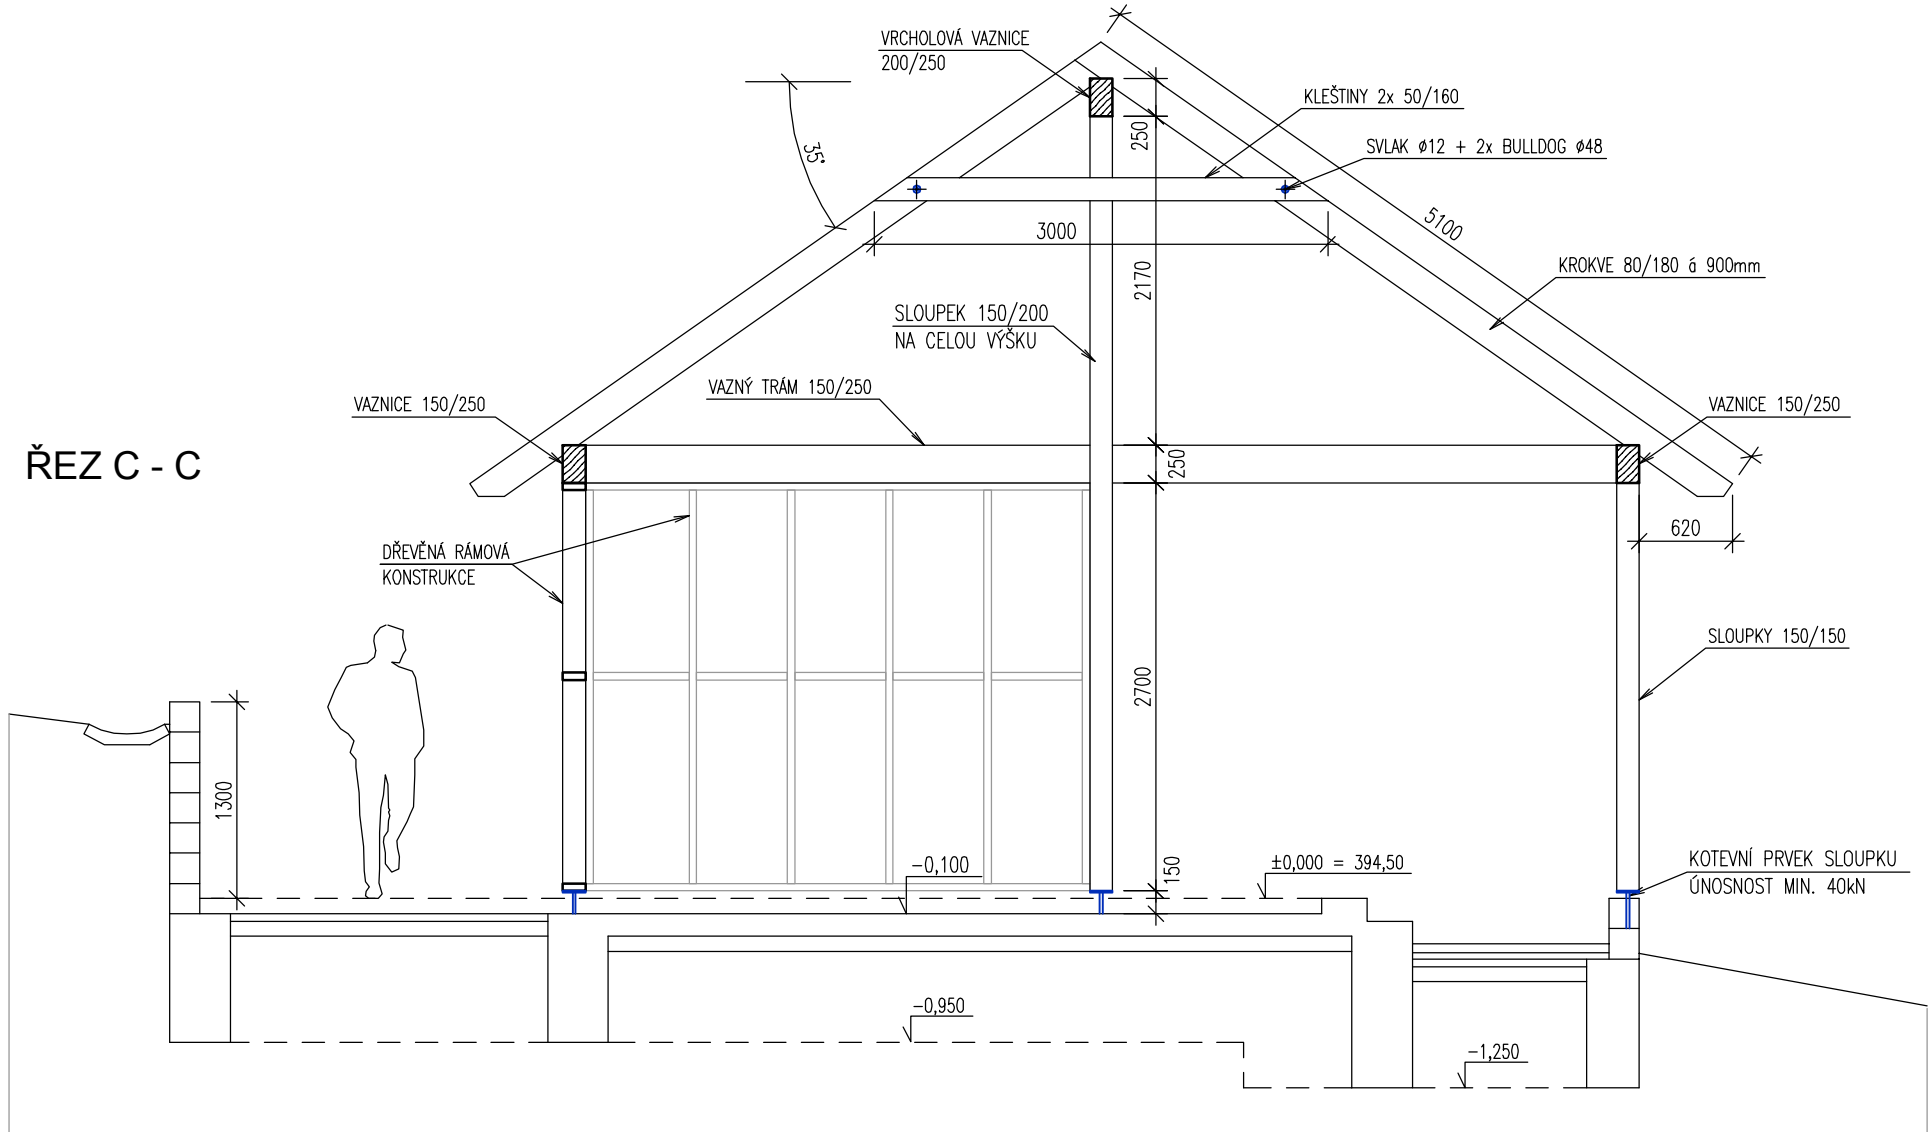 VRCHOLOVÁ VAZNICE
200/250
KLEŠTINY 2x 50/160
250
SVLAK ø12 + 2x BULLDOG ø48
35°
5100
3000
KROKVE 80/180 á 900mm
2170
SLOUPEK 150/200
NA CELOU VÝŠKU
VAZNÝ TRÁM 150/250
VAZNICE 150/250
VAZNICE 150/250
ŘEZ C - C
250
620
DŘEVĚNÁ RÁMOVÁ
KONSTRUKCE
SLOUPKY 150/150
2700
1300
-0,100
150
±0,000 = 394,50
KOTEVNÍ PRVEK SLOUPKU
ÚNOSNOST MIN. 40kN
-0,950
-1,250